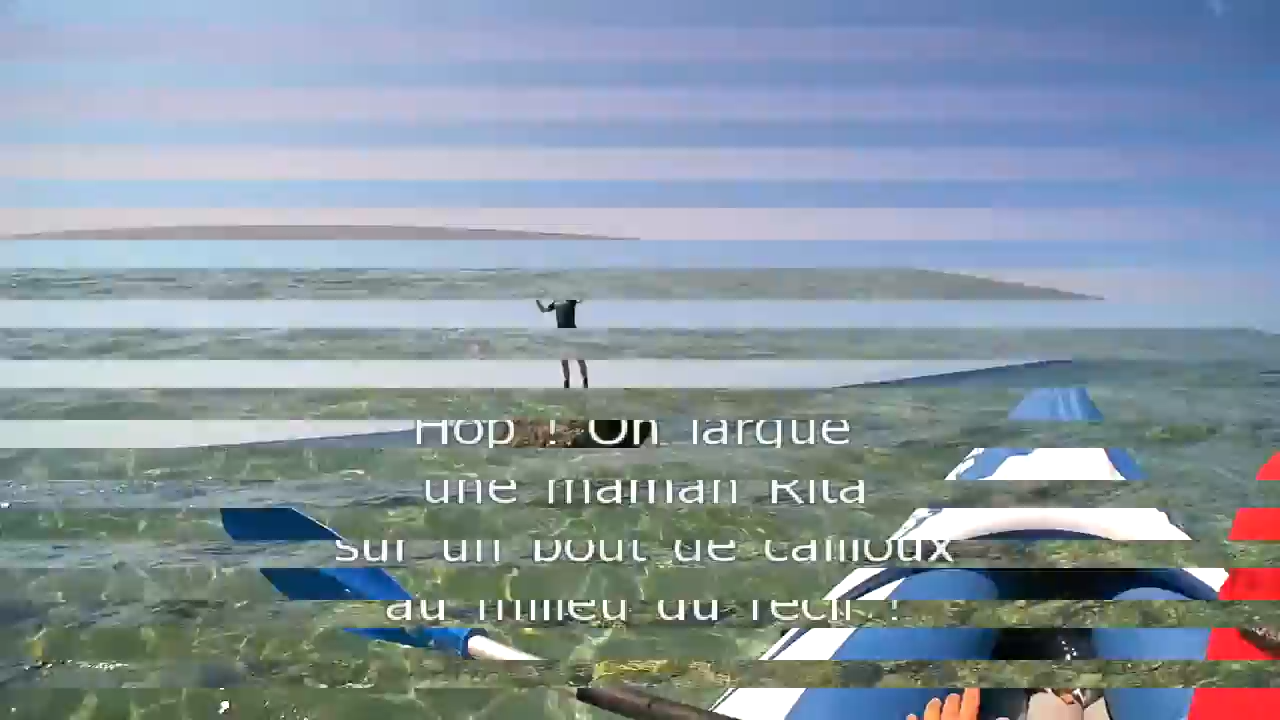 Hop ! On largue
une maman Rita
sur un bout de cailloux
au milieu du récif !